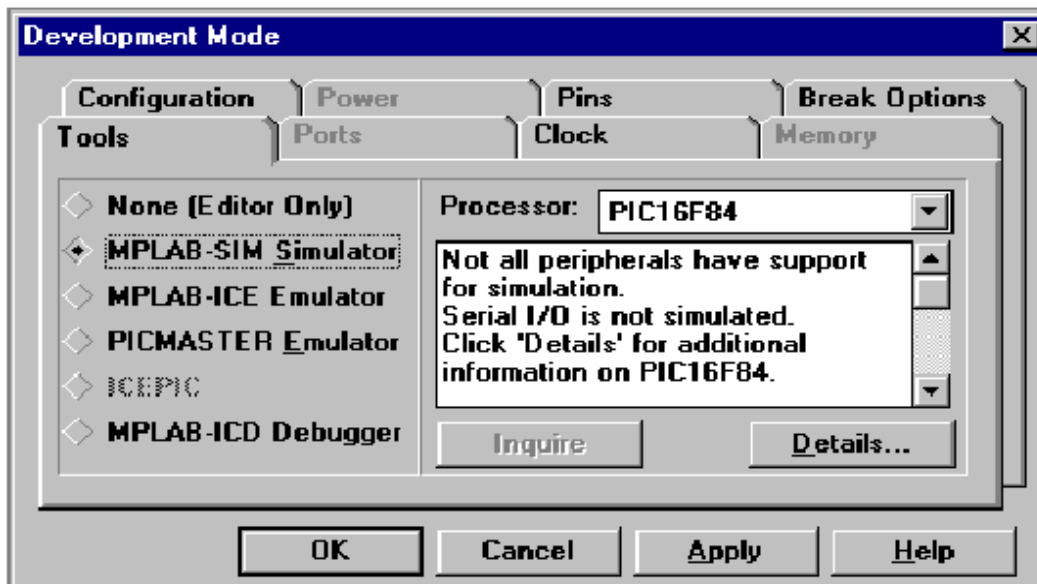 Development Mode
Configuration Power Pins Break Options
Tools Ports Clock Memory
None (Editor Only)
MPLAB-SIM Simulator
MPLAB-ICE Emulator
PICMASTER Emulator
ICEPIC
MPLAB-ICD Debugger
Processor: PIC16F84
Not all peripherals have support
for simulation.
Serial I/O is not simulated.
Click 'Details' for additional
information on PIC16F84.
Inquire Details...
OK Cancel Apply Help